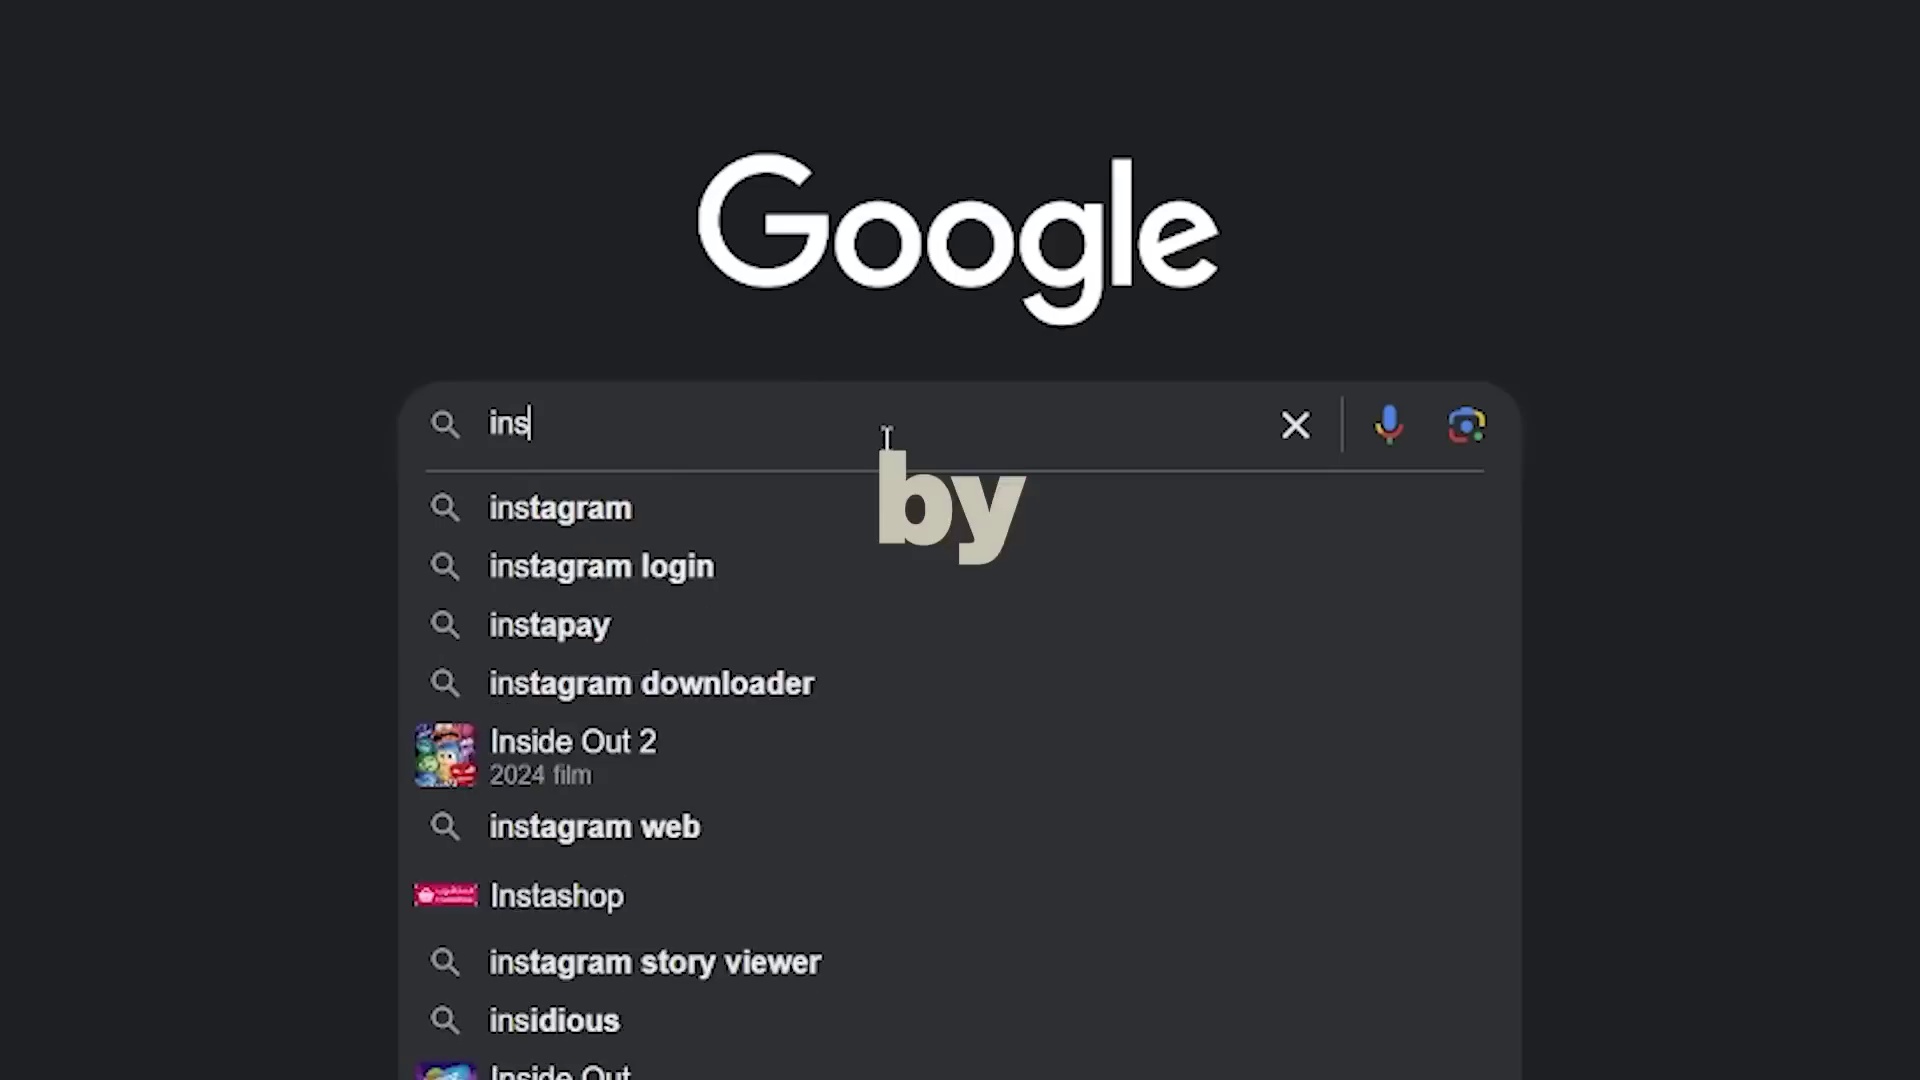 Google
ins
by
instagram
instagram login
instapay
instagram downloader
Inside Out 2
2024 film
instagram web
Instashop
instagram story viewer
insidious
Inside Out